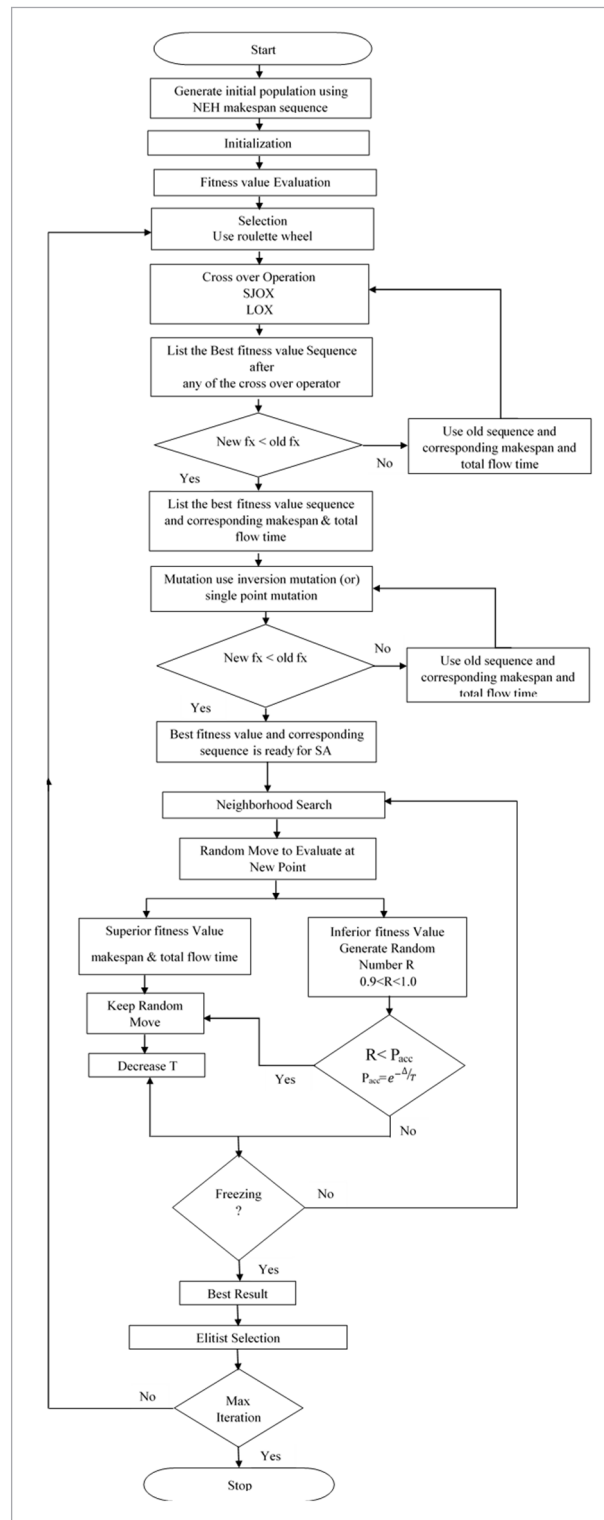 Start
Generate initial population using
NEH makespan sequence
Initialization
Fitness value Evaluation
Selection
Use roulette wheel
Cross over Operation
SJOX
LOX
List the Best fitness value Sequence
after
any of the cross over operator
New fx < old fx
No
Use old sequence and
corresponding makespan and
total flow time
Yes
List the best fitness value sequence
and corresponding makespan & total
flow time
Mutation use inversion mutation (or)
single point mutation
New fx < old fx
No
Use old sequence and
corresponding makespan and
total flow time
Yes
Best fitness value and corresponding
sequence is ready for SA
Neighborhood Search
Random Move to Evaluate at
New Point
Superior fitness Value
makespan & total flow time
Inferior fitness Value
Generate Random
Number R
0.9<R<1.0
Keep Random
Move
R< Pacc
Pacc=e^−Δ/T
Yes
Decrease T
No
Freezing
?
No
Yes
Best Result
Elitist Selection
No
Max
Iteration
Yes
Stop